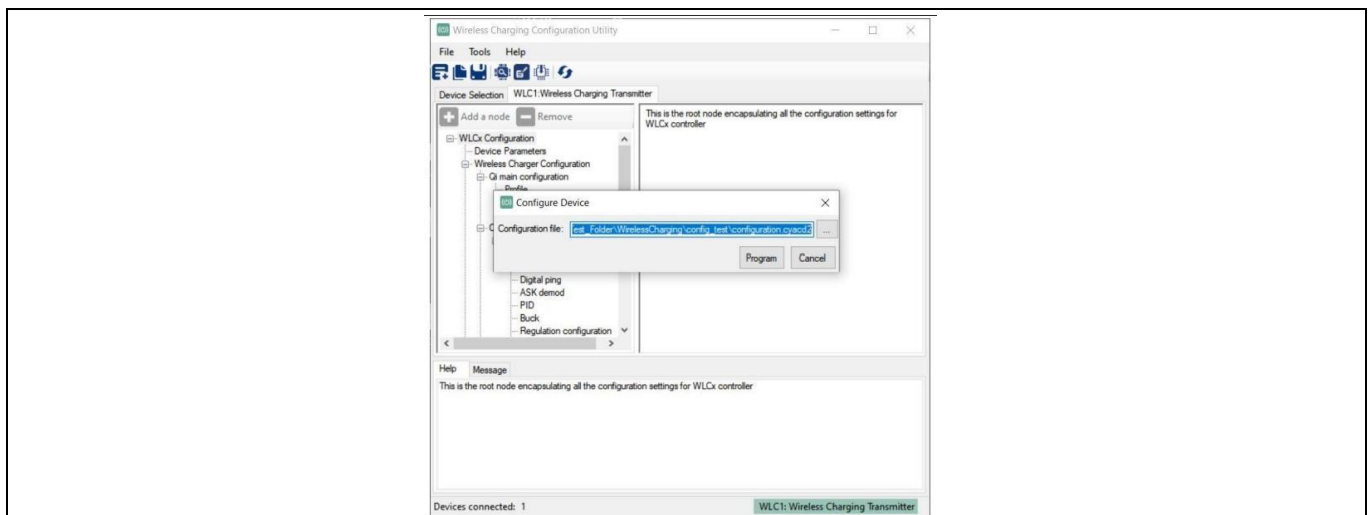 Wireless Charging Configuration Utility
File Tools Help
Device Selection WLC1:Wireless Charging Transmitter
Add a node Remove
This is the root node encapsulating all the configuration settings for
WLCx controller
WLCx Configuration
Device Parameters
Wireless Charger Configuration
Qi main configuration
Profile
Configure Device
Configuration file: est_Folder\WirelessCharging\config_test\configuration.cyacd2 ...
Program Cancel
Digital ping
ASK demod
PID
Buck
Regulation configuration
Help Message
This is the root node encapsulating all the configuration settings for WLCx controller
Devices connected: 1 WLC1: Wireless Charging Transmitter